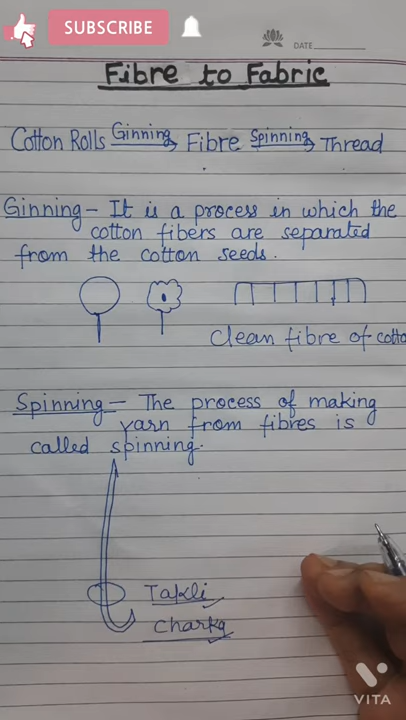 SUBSCRIBE
DATE
Fibre to Fabric
Cotton Rolls Ginning Fibre Spinning Thread
Ginning – It is a process in which the
cotton fibers are separated
from the cotton seeds.
Clean fibre of cotto
Spinning – The process of making
yarn from fibres is
called spinning.
Takli
Charka
VITA